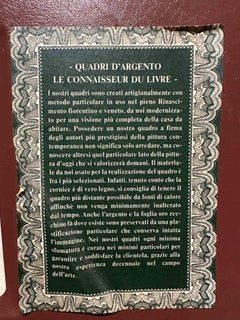 - QUADRI D'ARGENTO
LE CONNAISSEUR DU LIVRE -
I nostri quadri sono creati artigianalmente con
metodo particolare in uso nel pieno Rinasci-
mento fiorentino e veneto, da noi modernizza-
to per una visione più completa della casa da
abitare. Possedere un nostro quadro a firma
degli autori più prestigiosi della pittura con-
temporanea non significa solo arredare, ma co-
noscere altresì quel particolare lato della pittu-
ra d'oggi che si valorizzerà domani. Il materia-
le da noi usato per la realizzazione del quadro è
fra i più selezionati. Infatti, tenuto conto che la
cornice è di vero legno, si consiglia di tenere il
quadro più distante possibile da fonti di calore
affinchè non venga minimamente inalterato
dal tempo. Anche l'argento e la foglia oro zec-
chino là dove esiste sono preservati da una pla-
stificazione particolare che conserva intatta
l'immagine. Nei nostri quadri ogni minima
sfumatura è curata nei minimi particolari per
garantire e soddisfare la clientela, grazie alla
nostra esperienza decennale nel campo
dell'arte.